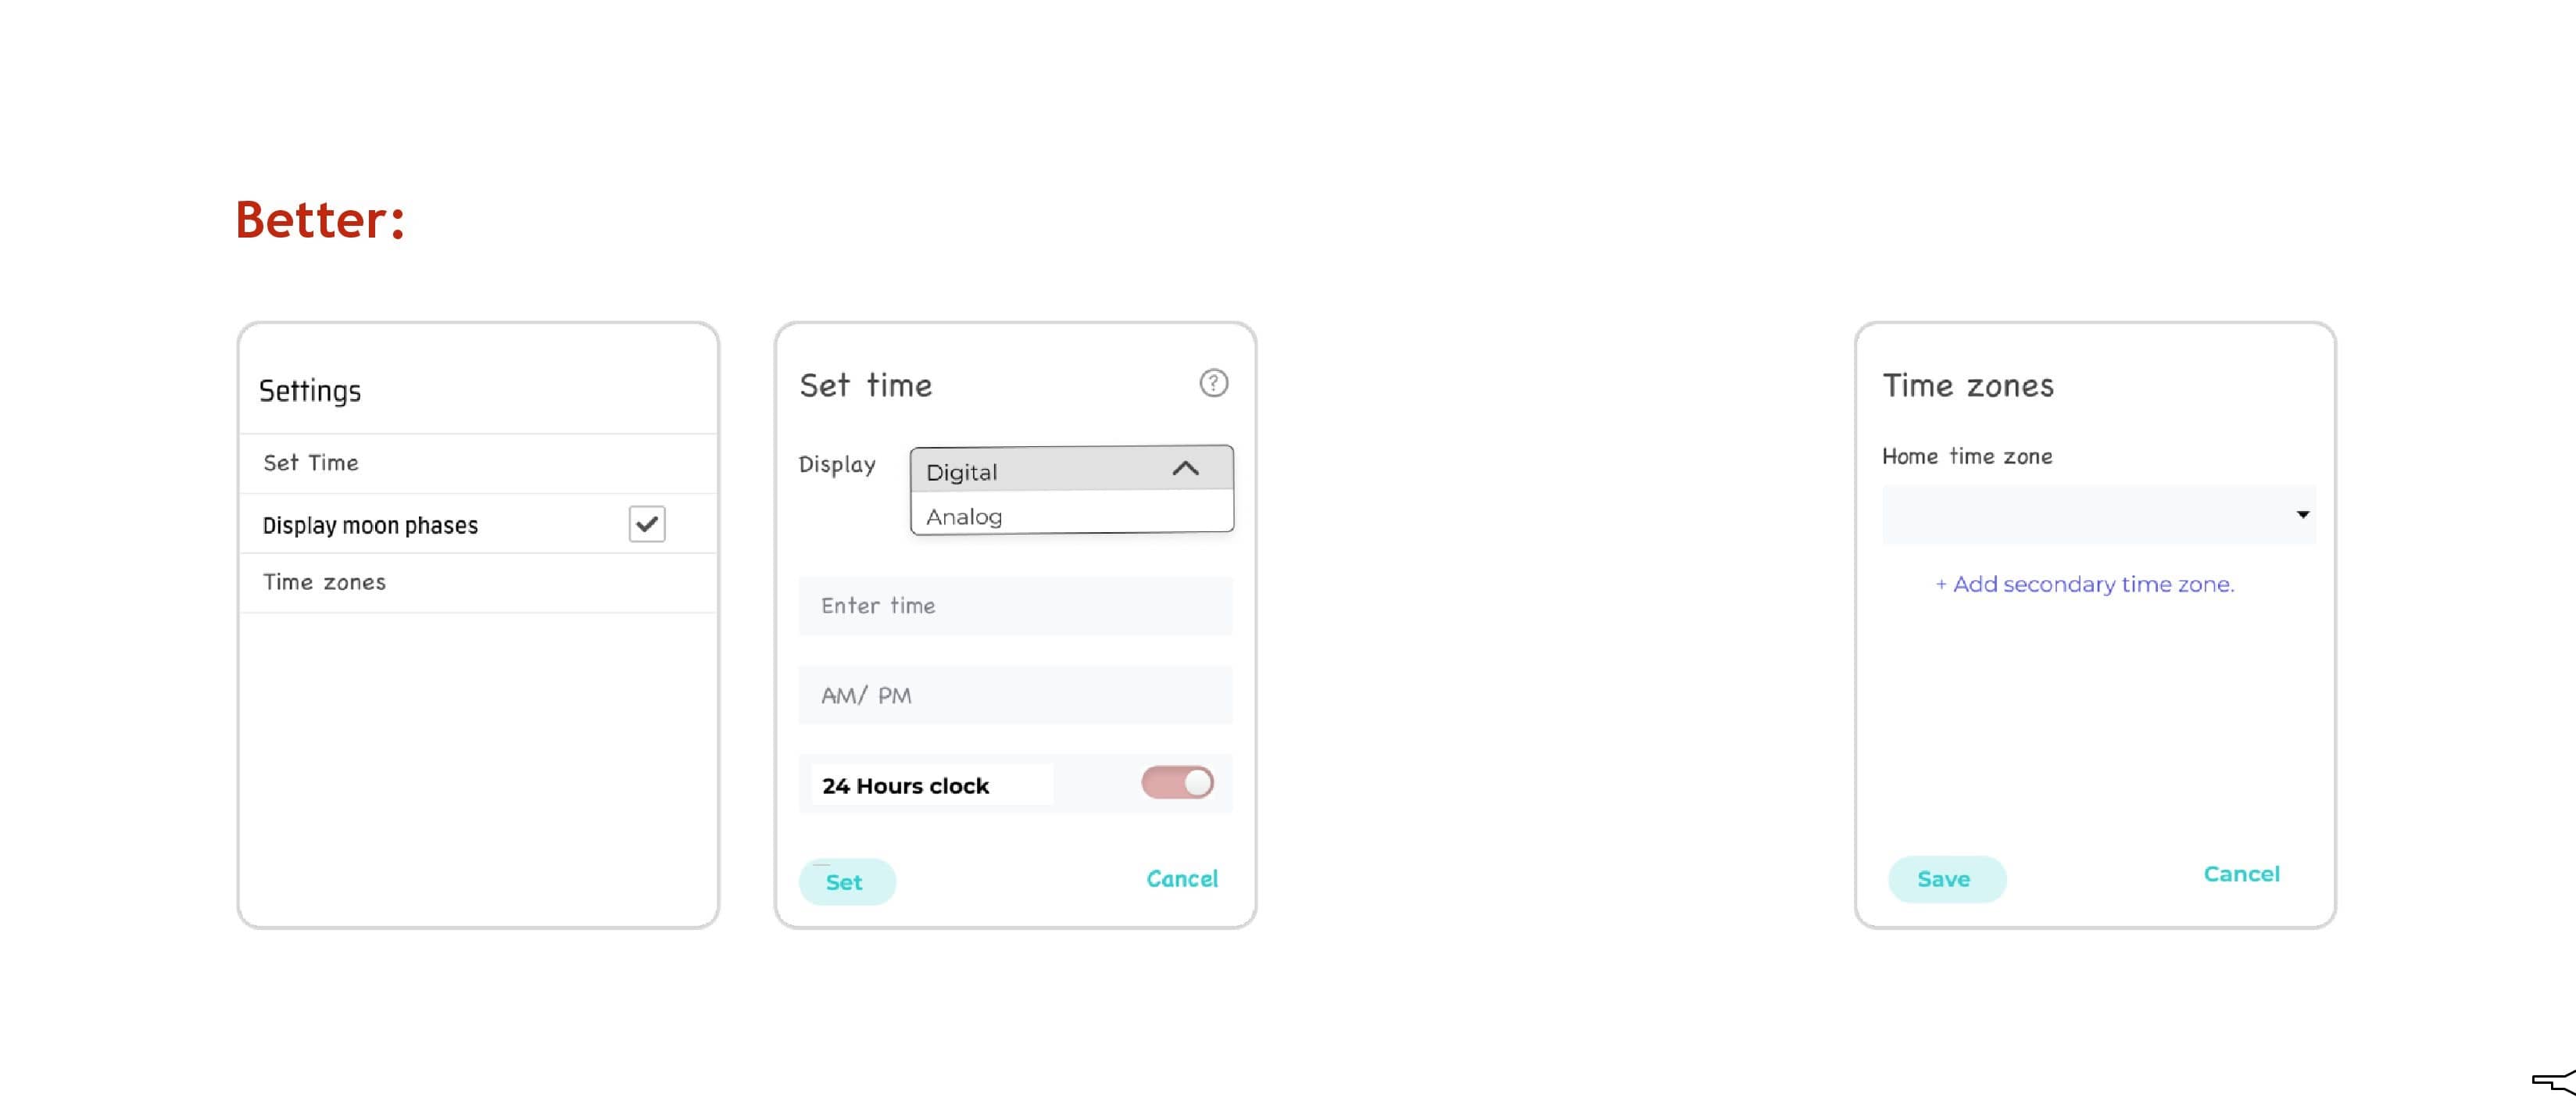 Better:
Settings
Set Time
Display moon phases
Time zones
Set time
?
Display
Digital
Analog
Enter time
AM/ PM
24 Hours clock
Set
Cancel
Time zones
Home time zone
+ Add secondary time zone.
Save
Cancel